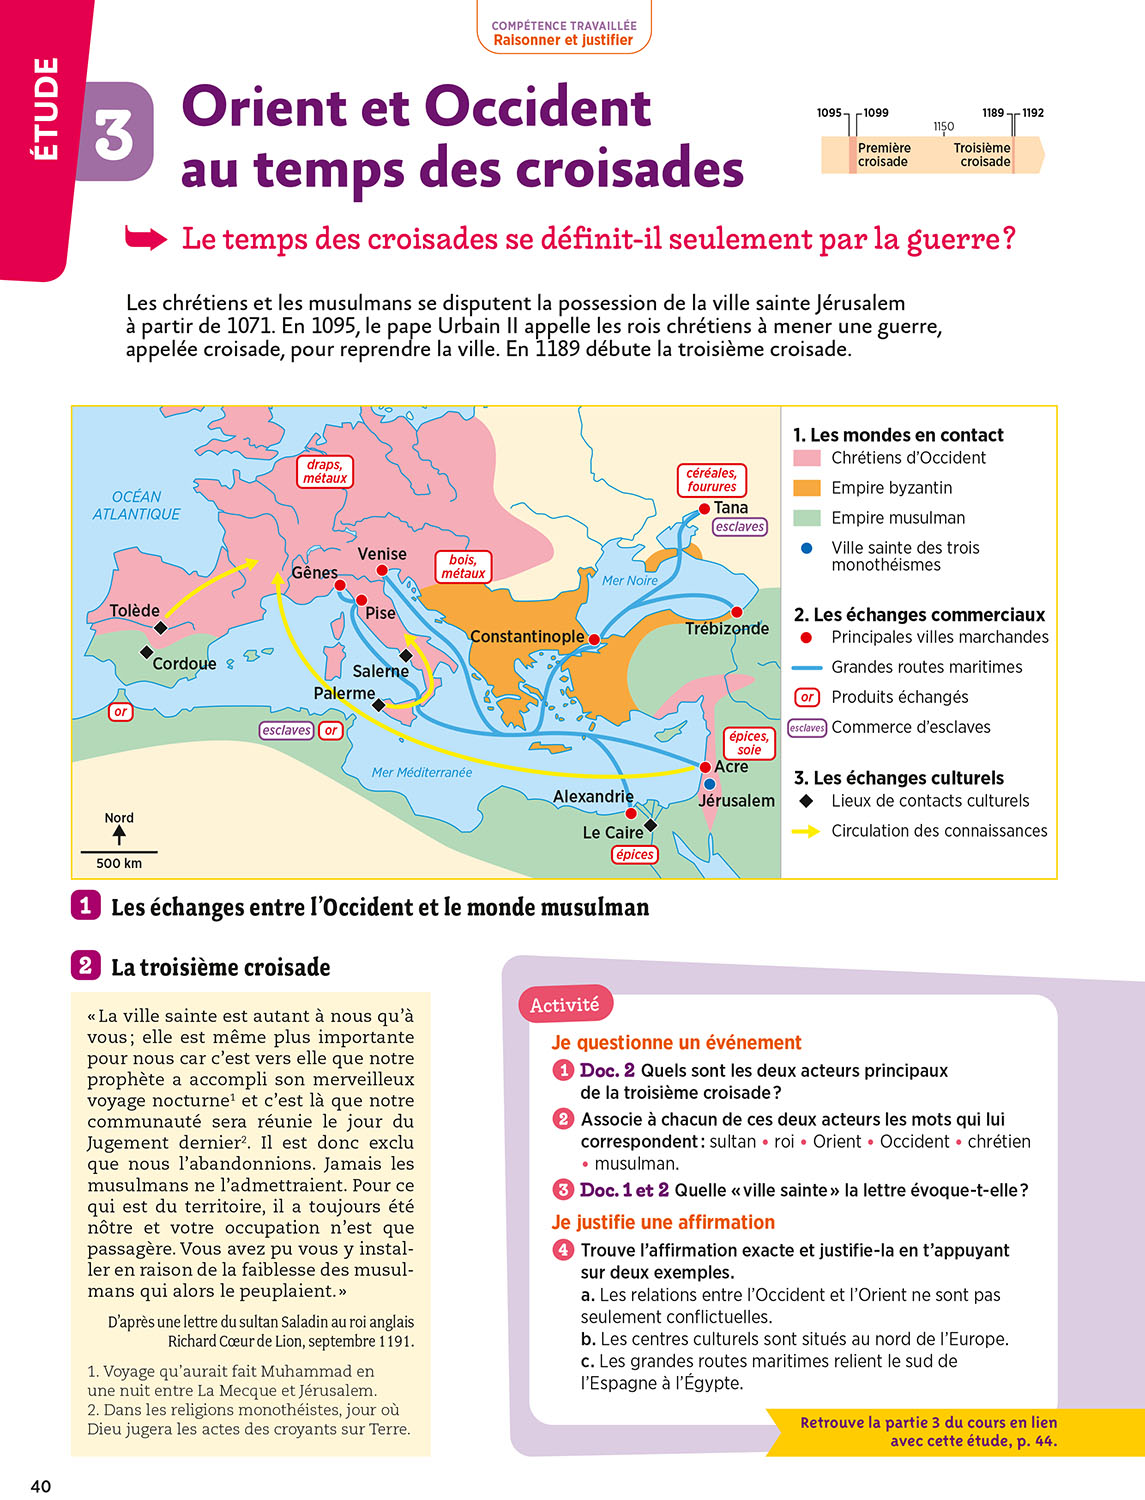 COMPÉTENCE TRAVAILLÉE
Raisonner et justifier
ÉTUDE
3
Orient et Occident
au temps des croisades
1095
1099
1150
1189
1192
Première
croisade
Troisième
croisade
Le temps des croisades se définit-il seulement par la guerre ?
Les chrétiens et les musulmans se disputent la possession de la ville sainte Jérusalem
à partir de 1071. En 1095, le pape Urbain II appelle les rois chrétiens à mener une guerre,
appelée croisade, pour reprendre la ville. En 1189 débute la troisième croisade.
OCÉAN
ATLANTIQUE
draps,
métaux
céréales,
fourures
Tana
esclaves
Venise
bois,
métaux
Gênes
Mer Noire
Pise
Tolède
Trébizonde
Constantinople
Cordoue
Salerne
Palerme
or
esclaves
or
épices,
soie
Mer Méditerranée
Acre
Alexandrie
Jérusalem
Le Caire
épices
Nord
500 km
1. Les mondes en contact
Chrétiens d'Occident
Empire byzantin
Empire musulman
Ville sainte des trois
monothéismes
2. Les échanges commerciaux
Principales villes marchandes
Grandes routes maritimes
or Produits échangés
esclaves Commerce d'esclaves
3. Les échanges culturels
Lieux de contacts culturels
Circulation des connaissances
1 Les échanges entre l'Occident et le monde musulman
2 La troisième croisade
« La ville sainte est autant à nous qu'à
vous ; elle est même plus importante
pour nous car c'est vers elle que notre
prophète a accompli son merveilleux
voyage nocturne¹ et c'est là que notre
communauté sera réunie le jour du
Jugement dernier². Il est donc exclu
que nous l'abandonnions. Jamais les
musulmans ne l'admettraient. Pour ce
qui est du territoire, il a toujours été
nôtre et votre occupation n'est que
passagère. Vous avez pu vous y instal-
ler en raison de la faiblesse des musul-
mans qui alors le peuplaient. »
D'après une lettre du sultan Saladin au roi anglais
Richard Cœur de Lion, septembre 1191.
1. Voyage qu'aurait fait Muhammad en
une nuit entre La Mecque et Jérusalem.
2. Dans les religions monothéistes, jour où
Dieu jugera les actes des croyants sur Terre.
Activité
Je questionne un événement
1 Doc. 2 Quels sont les deux acteurs principaux
de la troisième croisade ?
2 Associe à chacun de ces deux acteurs les mots qui lui
correspondent : sultan • roi • Orient • Occident • chrétien
• musulman.
3 Doc. 1 et 2 Quelle « ville sainte » la lettre évoque-t-elle ?
Je justifie une affirmation
4 Trouve l'affirmation exacte et justifie-la en t'appuyant
sur deux exemples.
a. Les relations entre l'Occident et l'Orient ne sont pas
seulement conflictuelles.
b. Les centres culturels sont situés au nord de l'Europe.
c. Les grandes routes maritimes relient le sud de
l'Espagne à l'Égypte.
Retrouve la partie 3 du cours en lien
avec cette étude, p. 44.
40